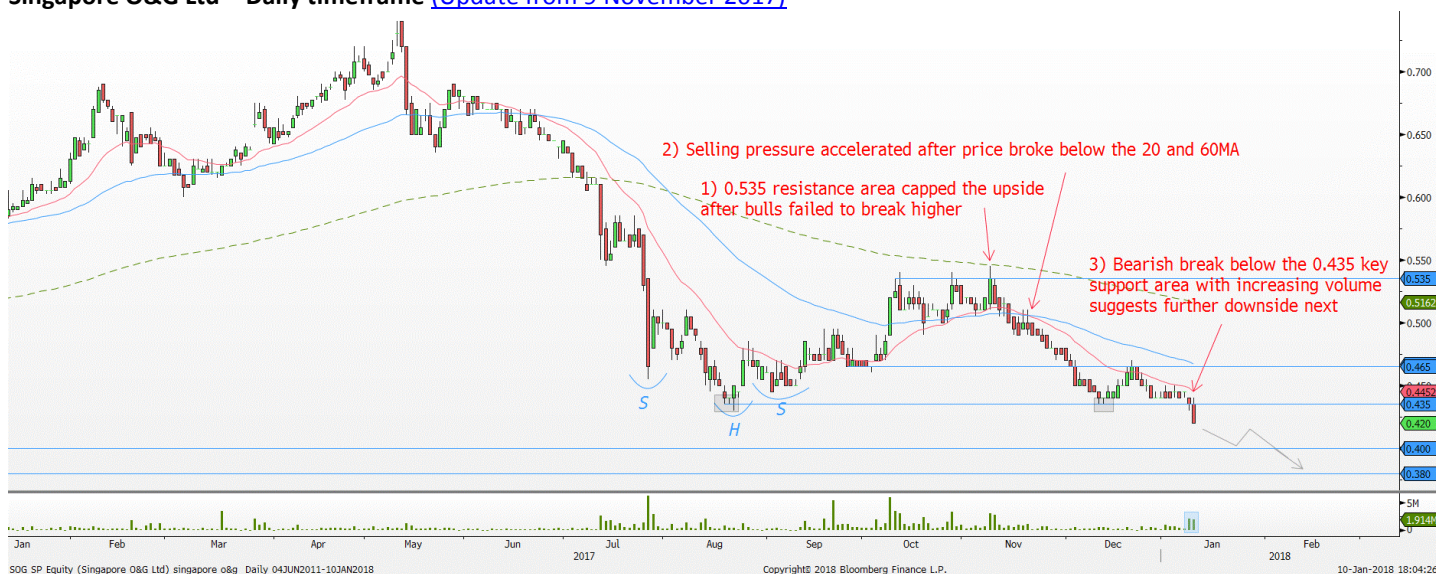 Singapore O&G Ltd – Daily timeframe (Update from 9 November 2017)
0.700
0.650
2) Selling pressure accelerated after price broke below the 20 and 60MA
0.600
1) 0.535 resistance area capped the upside
after bulls failed to break higher
0.550
3) Bearish break below the 0.435 key
support area with increasing volume
suggests further downside next
0.535
0.5162
0.500
0.465
0.4452
0.435
0.420
S
H
S
0.400
0.380
5M
1.914M
0
Jan Feb Mar Apr May Jun Jul Aug Sep Oct Nov Dec Jan Feb
2017 2018
SOG SP Equity (Singapore O&G Ltd) singapore o&g Daily 04JUN2011-10JAN2018 Copyright© 2018 Bloomberg Finance L.P. 10-Jan-2018 18:04:26